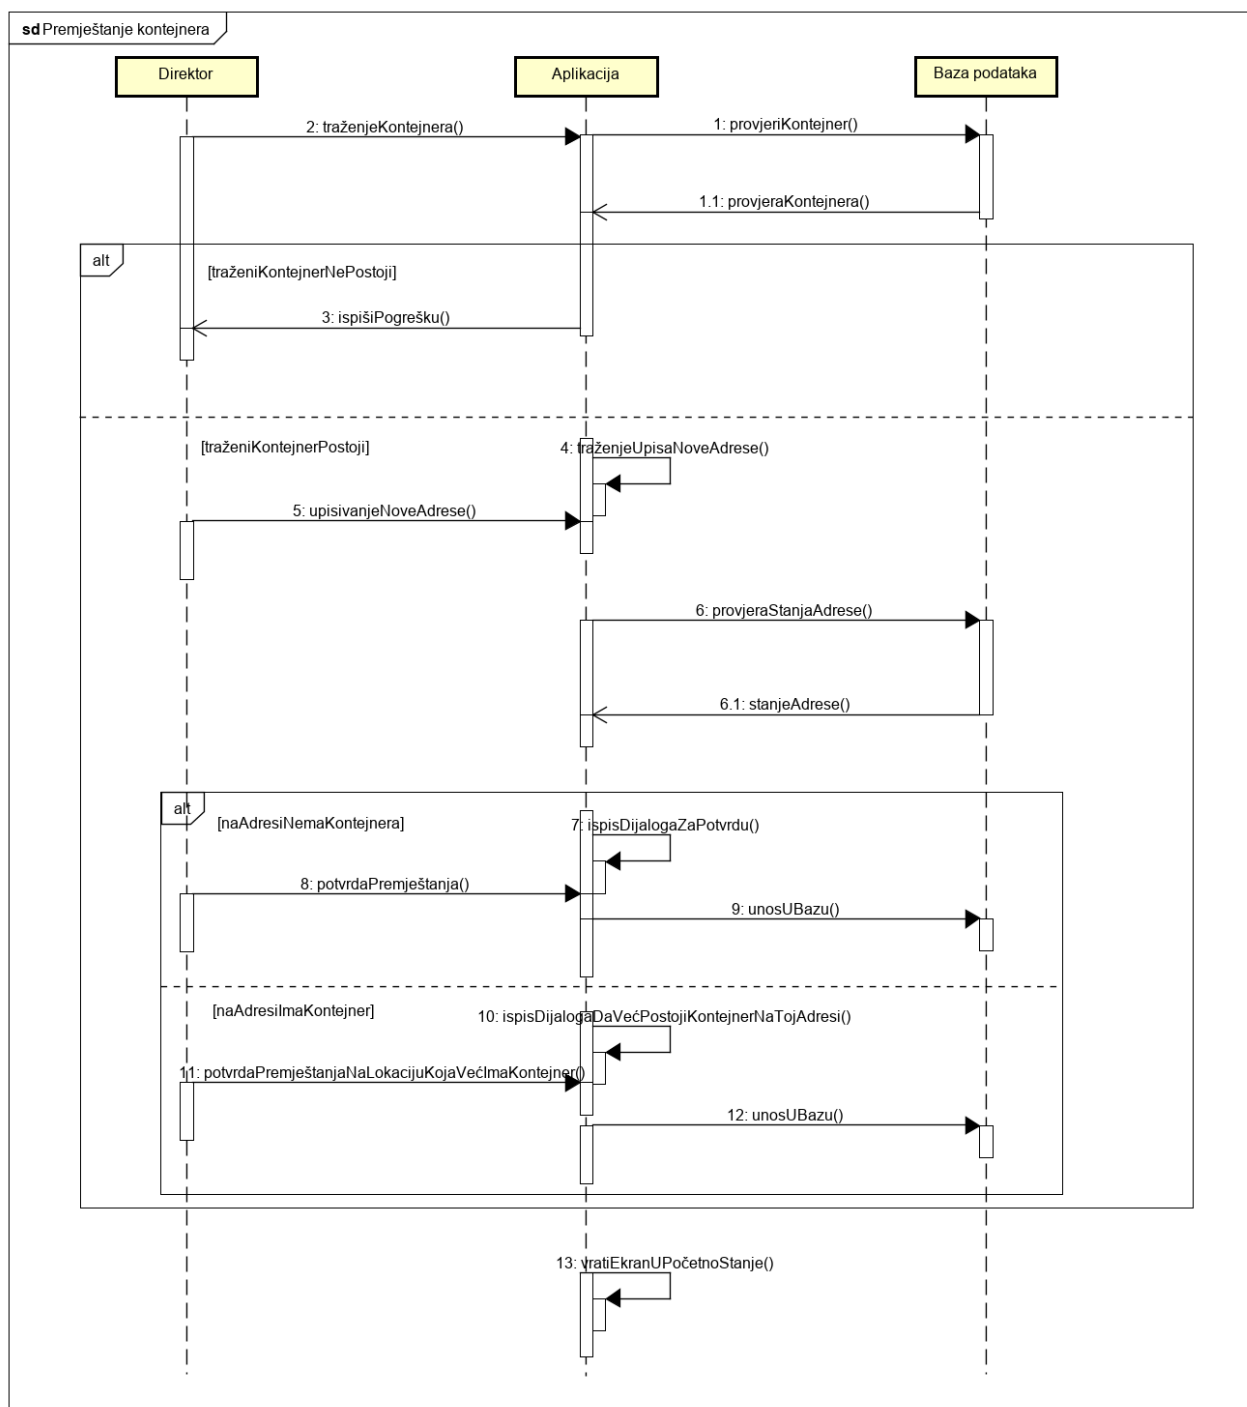 sd Premještanje kontejnera
Direktor
Aplikacija
Baza podataka
2: traženjeKontejnera()
1: provjeriKontejner()
1.1: provjeraKontejnera()
alt
[traženiKontejnerNePostoji]
3: ispišiPogrešku()
[traženiKontejnerPostoji]
4: traženjeUpisaNoveAdrese()
5: upisivanjeNoveAdrese()
6: provjeraStanjaAdrese()
6.1: stanjeAdrese()
alt
[naAdresiNemaKontejnera]
7: ispisDijalogaZaPotvrdu()
8: potvrdaPremještanja()
9: unosUBazu()
[naAdresiImaKontejner]
10: ispisDijalogaDaVećPostojiKontejnerNaTojAdresi()
11: potvrdaPremještanjaNaLokacijuKojaVećImaKontejner()
12: unosUBazu()
13: vratiEkranUPočetnoStanje()